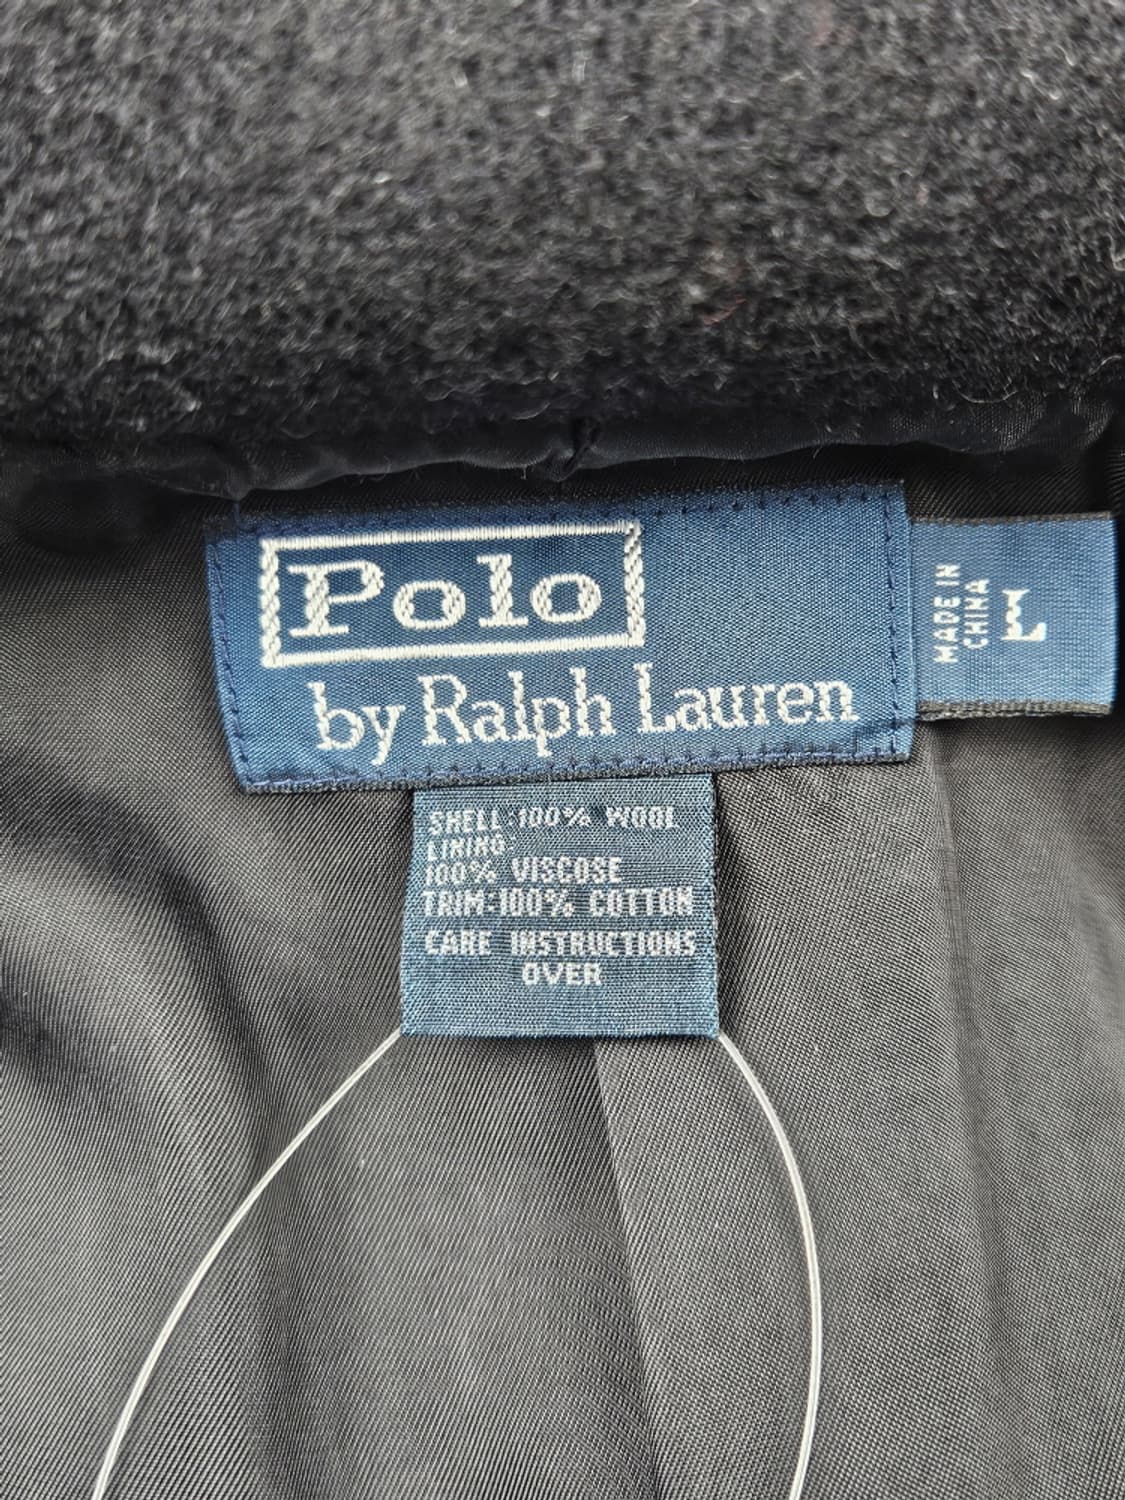 Polo
by Ralph Lauren
MADE IN
CHINA
L
SHELL:100% WOOL
LINING:
100% VISCOSE
TRIM:100% COTTON
CARE INSTRUCTIONS
OVER